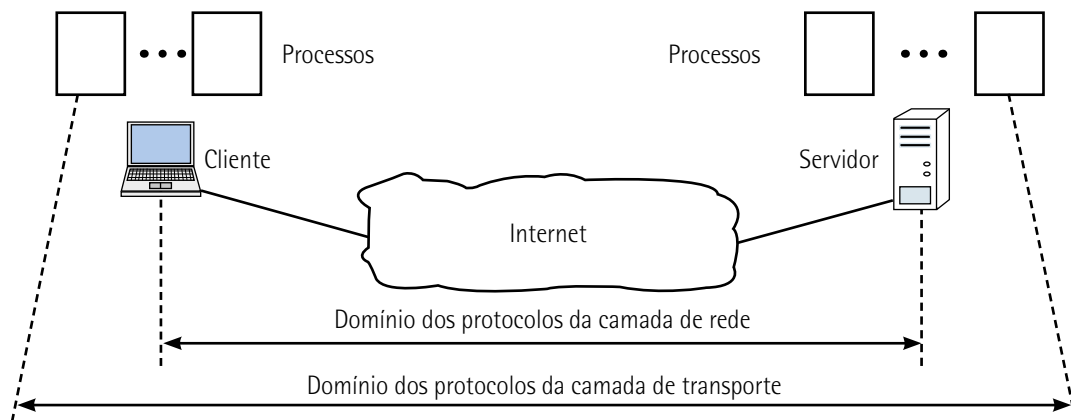 Processos
Processos
Cliente
Servidor
Internet
Domínio dos protocolos da camada de rede
Domínio dos protocolos da camada de transporte